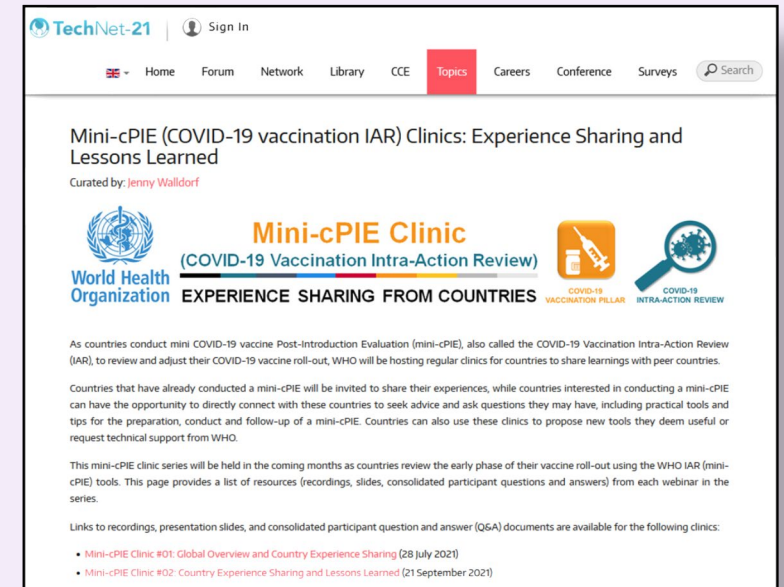 TechNet-21
Sign In
Home Forum Network Library CCE Topics Careers Conference Surveys Search
Mini-cPIE (COVID-19 vaccination IAR) Clinics: Experience Sharing and
Lessons Learned
Curated by: Jenny Walldorf
World Health
Organization
Mini-cPIE Clinic
(COVID-19 Vaccination Intra-Action Review)
EXPERIENCE SHARING FROM COUNTRIES
COVID-19
VACCINATION PILLAR
COVID-19
INTRA-ACTION REVIEW
As countries conduct mini COVID-19 vaccine Post-Introduction Evaluation (mini-cPIE), also called the COVID-19 Vaccination Intra-Action Review
(IAR), to review and adjust their COVID-19 vaccine roll-out, WHO will be hosting regular clinics for countries to share learnings with peer countries.
Countries that have already conducted a mini-cPIE will be invited to share their experiences, while countries interested in conducting a mini-cPIE
can have the opportunity to directly connect with these countries to seek advice and ask questions they may have, including practical tools and
tips for the preparation, conduct and follow-up of a mini-cPIE. Countries can also use these clinics to propose new tools they deem useful or
request technical support from WHO.
This mini-cPIE clinic series will be held in the coming months as countries review the early phase of their vaccine roll-out using the WHO IAR (mini-
cPIE) tools. This page provides a list of resources (recordings, slides, consolidated participant questions and answers) from each webinar in the
series.
Links to recordings, presentation slides, and consolidated participant question and answer (Q&A) documents are available for the following clinics:
• Mini-cPIE Clinic #01: Global Overview and Country Experience Sharing (28 July 2021)
• Mini-cPIE Clinic #02: Country Experience Sharing and Lessons Learned (21 September 2021)